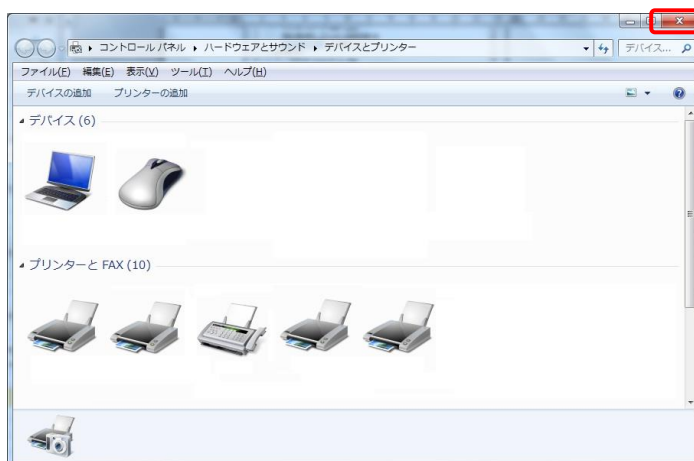 コントロール パネル ▸ ハードウェアとサウンド ▸ デバイスとプリンター
デバイス...
ファイル(F) 編集(E) 表示(V) ツール(T) ヘルプ(H)
デバイスの追加 プリンターの追加
デバイス (6)
プリンターと FAX (10)